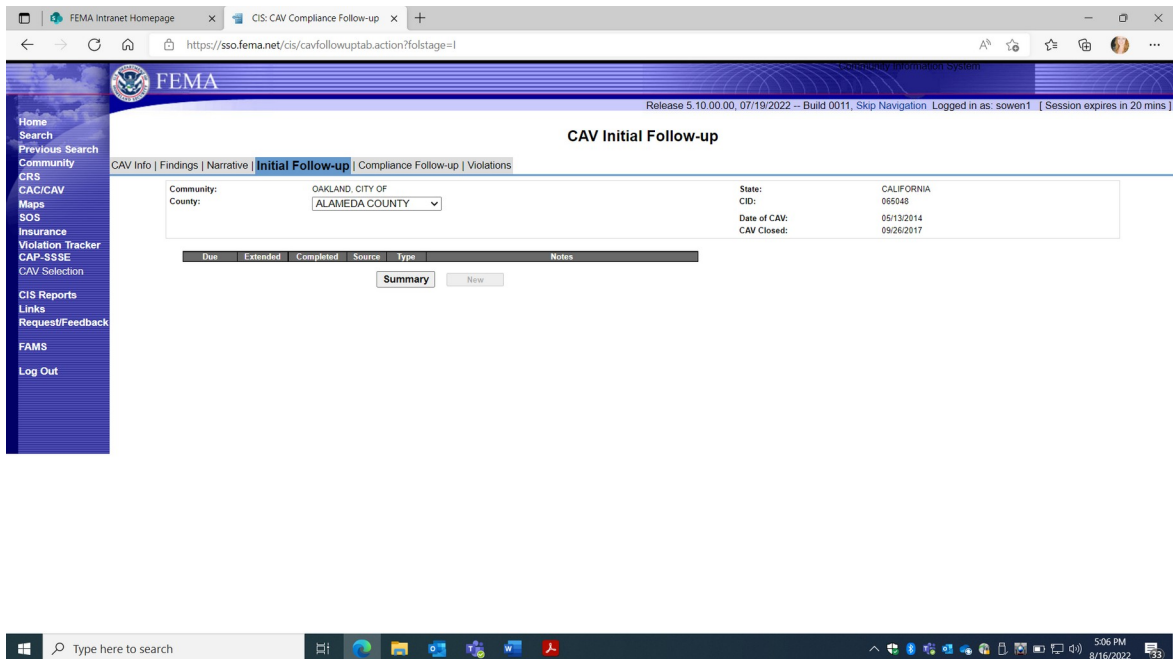 FEMA Intranet Homepage
CIS: CAV Compliance Follow-up
https://sso.fema.net/cis/cavfollowuptab.action?folstage=I
FEMA
Information System
Release 5.10.00.00, 07/19/2022 -- Build 0011, Skip Navigation Logged in as: sowen1 [ Session expires in 20 mins ]
Home
Search
Previous Search
Community
CRS
CAC/CAV
Maps
SOS
Insurance
Violation Tracker
CAP-SSSE
CAV Selection
CIS Reports
Links
Request/Feedback
FAMS
Log Out
CAV Initial Follow-up
CAV Info | Findings | Narrative | Initial Follow-up | Compliance Follow-up | Violations
Community: OAKLAND, CITY OF
County: ALAMEDA COUNTY
State: CALIFORNIA
CID: 065048
Date of CAV: 05/13/2014
CAV Closed: 09/26/2017
Due Extended Completed Source Type Notes
Summary New
Type here to search
5:06 PM
8/16/2022
33